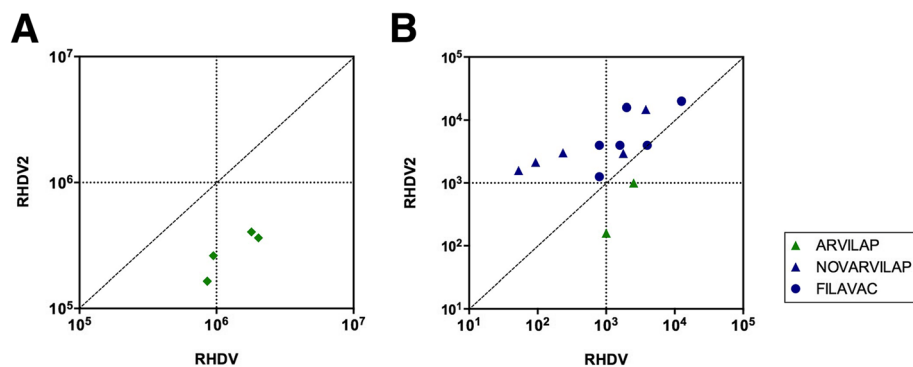 A
B
10⁷
10⁶
10⁵
RHDV2
10⁵
10⁶
10⁷
RHDV
10⁵
10⁴
10³
10²
10¹
RHDV2
10¹
10²
10³
10⁴
10⁵
RHDV
ARVILAP
NOVARVILAP
FILAVAC